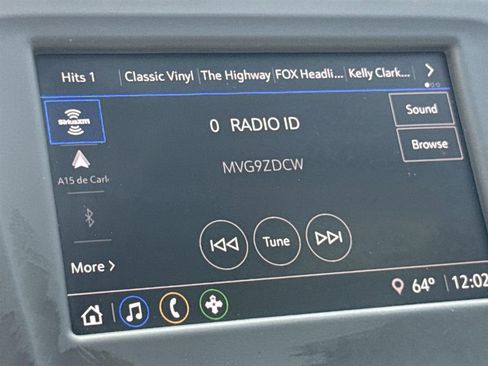 Hits 1 Classic Vinyl The Highway FOX Headli... Kelly Clark...
SiriusXM
Sound
0 RADIO ID
Browse
MVG9ZDCW
A15 de Carl
Tune
More
64° 12:02